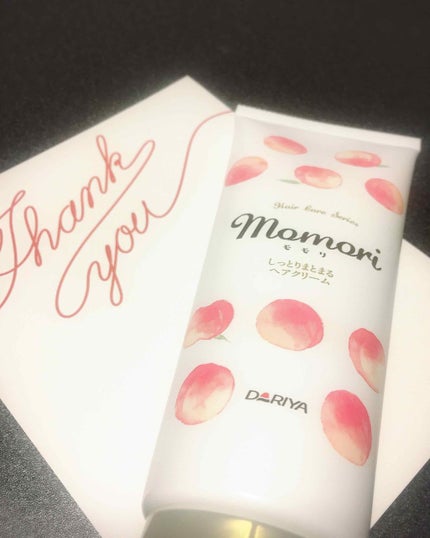 Thank
you
Hair Care Series
Momori
モモリ
しっとりまとまる
ヘアクリーム
DARIYA